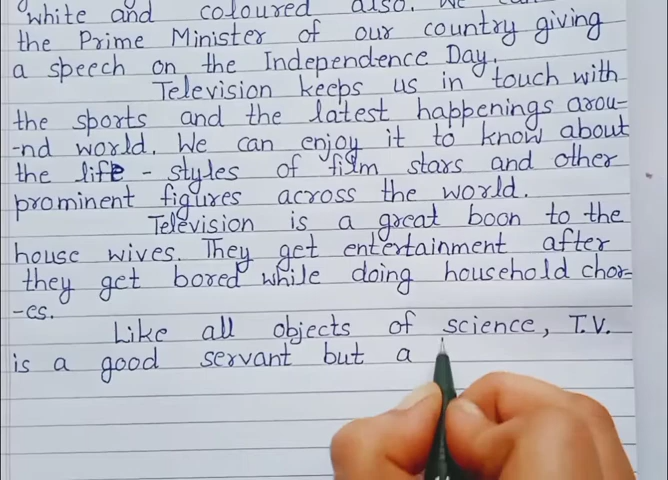 white and coloured also. We can
the Prime Minister of our country giving
a speech on the Independence Day.
Television keeps us in touch with
the sports and the latest happenings arou-
-nd world. We can enjoy it to know about
the life - styles of film stars and other
prominent figures across the world.
Television is a great boon to the
house wives. They get entertainment after
they get bored while doing household chor-
-es.
Like all objects of science, T.V.
is a good servant but a